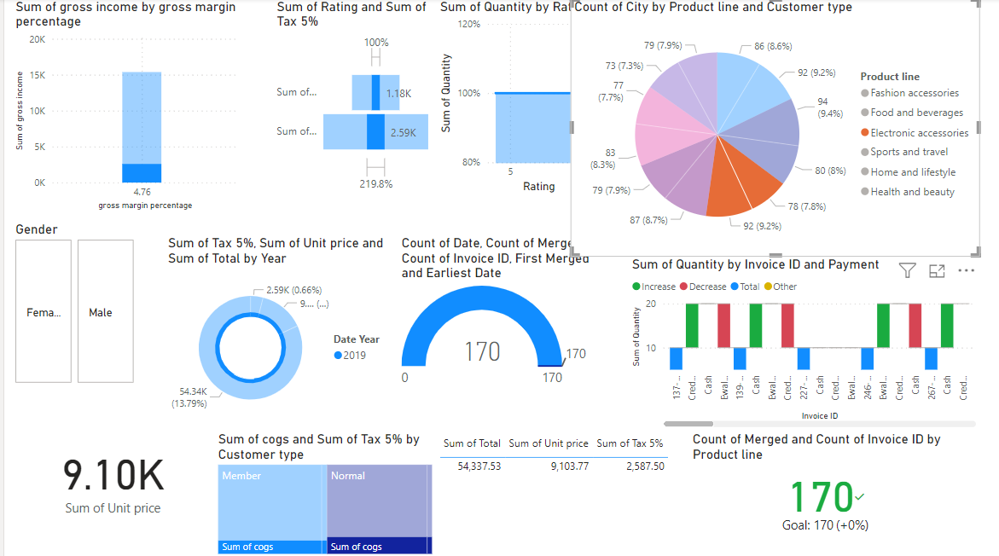 Sum of gross income by gross margin
percentage
20K
15K
10K
5K
0K
Sum of gross income
4.76
gross margin percentage
Sum of Rating and Sum of
Tax 5%
100%
Sum of...
1.18K
Sum of...
2.59K
219.8%
Sum of Quantity by Rat
120%
100%
80%
Sum of Quantity
5
Rating
Count of City by Product line and Customer type
79 (7.9%)
86 (8.6%)
73 (7.3%)
92 (9.2%)
77
(7.7%)
94
(9.4%)
83
(8.3%)
80 (8%)
79 (7.9%)
78 (7.8%)
87 (8.7%)
92 (9.2%)
Product line
Fashion accessories
Food and beverages
Electronic accessories
Sports and travel
Home and lifestyle
Health and beauty
Gender
Fema...
Male
Sum of Tax 5%, Sum of Unit price and
Sum of Total by Year
2.59K (0.66%)
9.... (...)
54.34K
(13.79%)
Date Year
2019
Count of Date, Count of Merge
Count of Invoice ID, First Merged
and Earliest Date
170
170
0
170
Sum of Quantity by Invoice ID and Payment
Increase Decrease Total Other
20
10
Sum of Quantity
137-...
Cred...
Cash
Ewal...
139-...
Cred...
Cash
Ewal...
Cred...
227-...
Cash
Cred...
Ewal...
246-...
Ewal...
Cred...
Cash
267-...
Cash
Cred...
Invoice ID
9.10K
Sum of Unit price
Sum of cogs and Sum of Tax 5% by
Customer type
Member
Normal
Sum of cogs
Sum of cogs
Sum of Total Sum of Unit price Sum of Tax 5%
54,337.53 9,103.77 2,587.50
Count of Merged and Count of Invoice ID by
Product line
170
Goal: 170 (+0%)